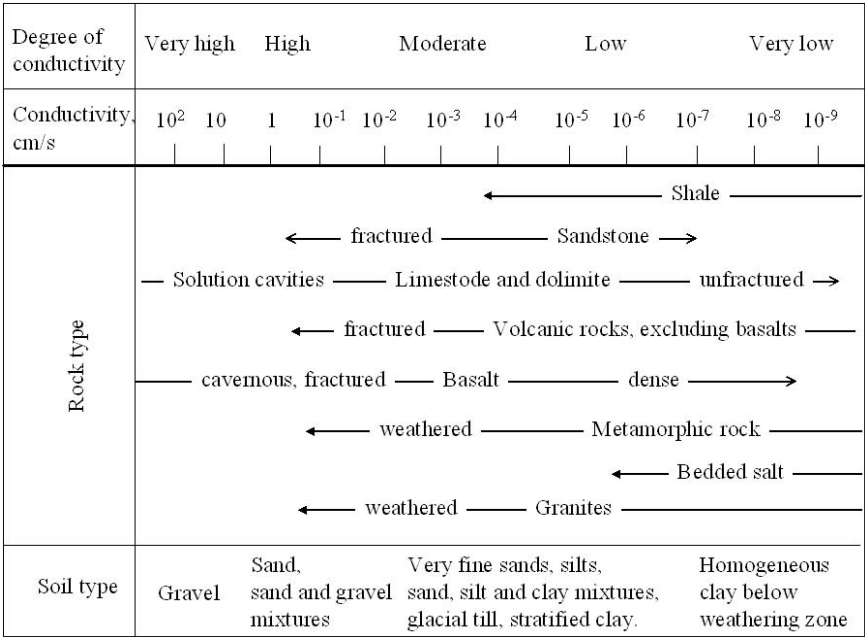 Degree of conductivity Very high High Moderate Low Very low
Conductivity, cm/s 10² 10 1 10⁻¹ 10⁻² 10⁻³ 10⁻⁴ 10⁻⁵ 10⁻⁶ 10⁻⁷ 10⁻⁸ 10⁻⁹
Rock type
Shale
fractured Sandstone
Solution cavities Limestode and dolimite unfractured
fractured Volcanic rocks, excluding basalts
cavernous, fractured Basalt dense
weathered Metamorphic rock
Bedded salt
weathered Granites
Soil type
Gravel
Sand,
sand and gravel
mixtures
Very fine sands, silts,
sand, silt and clay mixtures,
glacial till, stratified clay.
Homogeneous
clay below
weathering zone